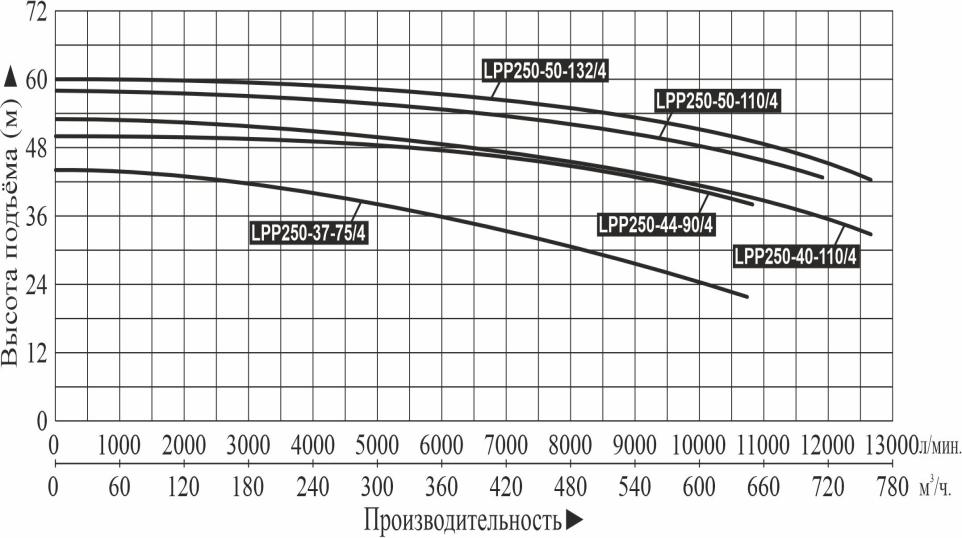 72
LPP250-50-132/4
60
LPP250-50-110/4
48
36
LPP250-37-75/4
LPP250-44-90/4
LPP250-40-110/4
24
12
0
Высота подъёма (м) ▲
0 1000 2000 3000 4000 5000 6000 7000 8000 9000 10000 11000 12000 13000 л/мин.
0 60 120 180 240 300 360 420 480 540 600 660 720 780 м³/ч.
Производительность ▶